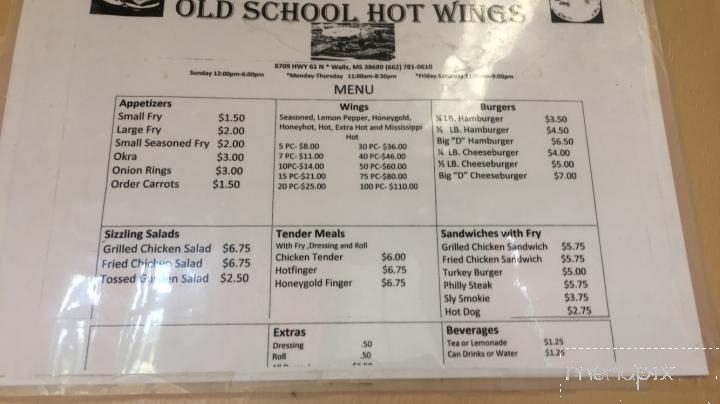 OLD SCHOOL HOT WINGS
8709 HWY 61 N * Walls, MS 38680 (662) 781-0610
Sunday 12:00pm-6:00pm *Monday-Thursday 11:00am-8:30pm *Friday-Saturday 11:00am-9:00pm
MENU
Appetizers
Small Fry $1.50
Large Fry $2.00
Small Seasoned Fry $2.00
Okra $3.00
Onion Rings $3.00
Order Carrots $1.50
Wings
Seasoned, Lemon Pepper, Honeygold,
Honeyhot, Hot, Extra Hot and Mississippi
Hot
5 PC- $8.00 30 PC- $36.00
7 PC- $11.00 40 PC- $46.00
10PC-$14.00 50 PC-$60.00
15 PC-$21.00 75 PC-$80.00
20 PC-$25.00 100 PC- $110.00
Burgers
¼ LB. Hamburger $3.50
½ LB. Hamburger $4.50
Big "D" Hamburger $6.50
¼ LB. Cheeseburger $4.00
½ LB. Cheeseburger $5.00
Big "D" Cheeseburger $7.00
Sizzling Salads
Grilled Chicken Salad $6.75
Fried Chicken Salad $6.75
Tossed Garden Salad $2.50
Tender Meals
With Fry ,Dressing and Roll
Chicken Tender $6.00
Hotfinger $6.75
Honeygold Finger $6.75
Sandwiches with Fry
Grilled Chicken Sandwich $5.75
Fried Chicken Sandwich $5.75
Turkey Burger $5.00
Philly Steak $5.75
Sly Smokie $3.75
Hot Dog $2.75
Extras
Dressing .50
Roll .50
Beverages
Tea or Lemonade $1.25
Can Drinks or Water $1.25
menupix